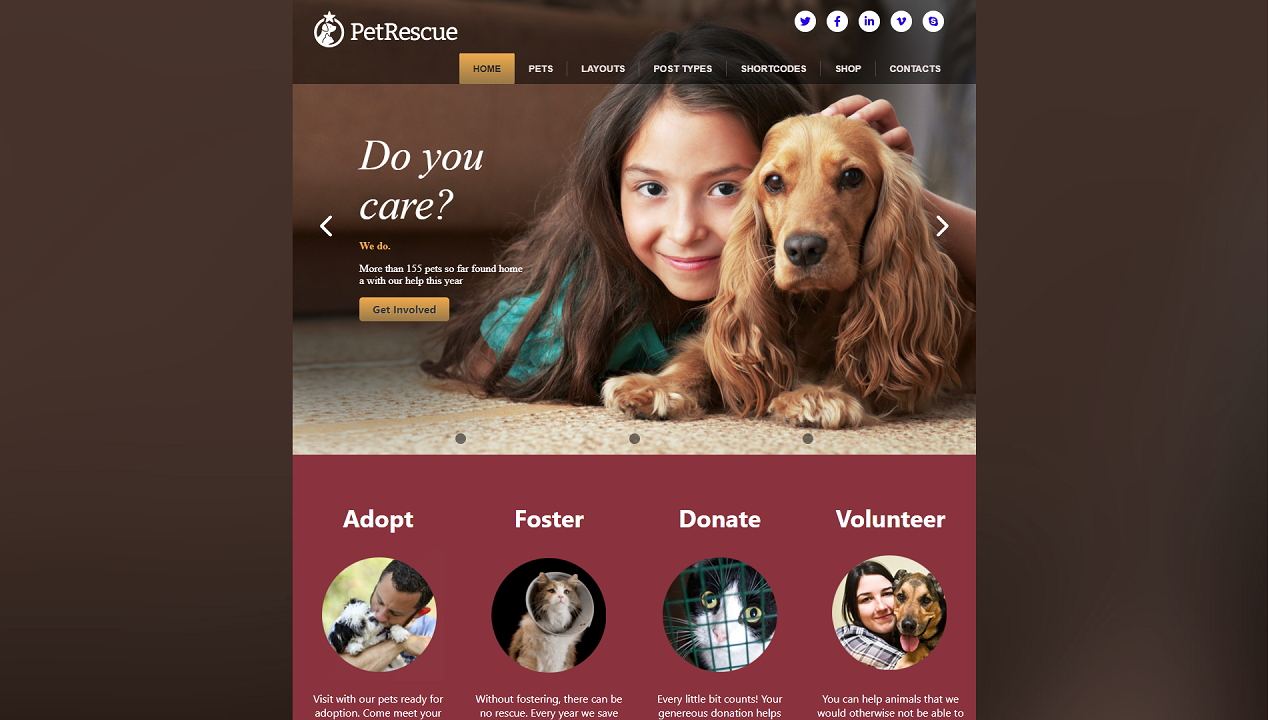 PetRescue
HOME PETS LAYOUTS POST TYPES SHORTCODES SHOP CONTACTS
Do you
care?
We do.
More than 155 pets so far found home
a with our help this year
Get Involved
Adopt Foster Donate Volunteer
Visit with our pets ready for
adoption. Come meet your
Without fostering, there can be
no rescue. Every year we save
Every little bit counts! Your
genereous donation helps
You can help animals that we
would otherwise not be able to